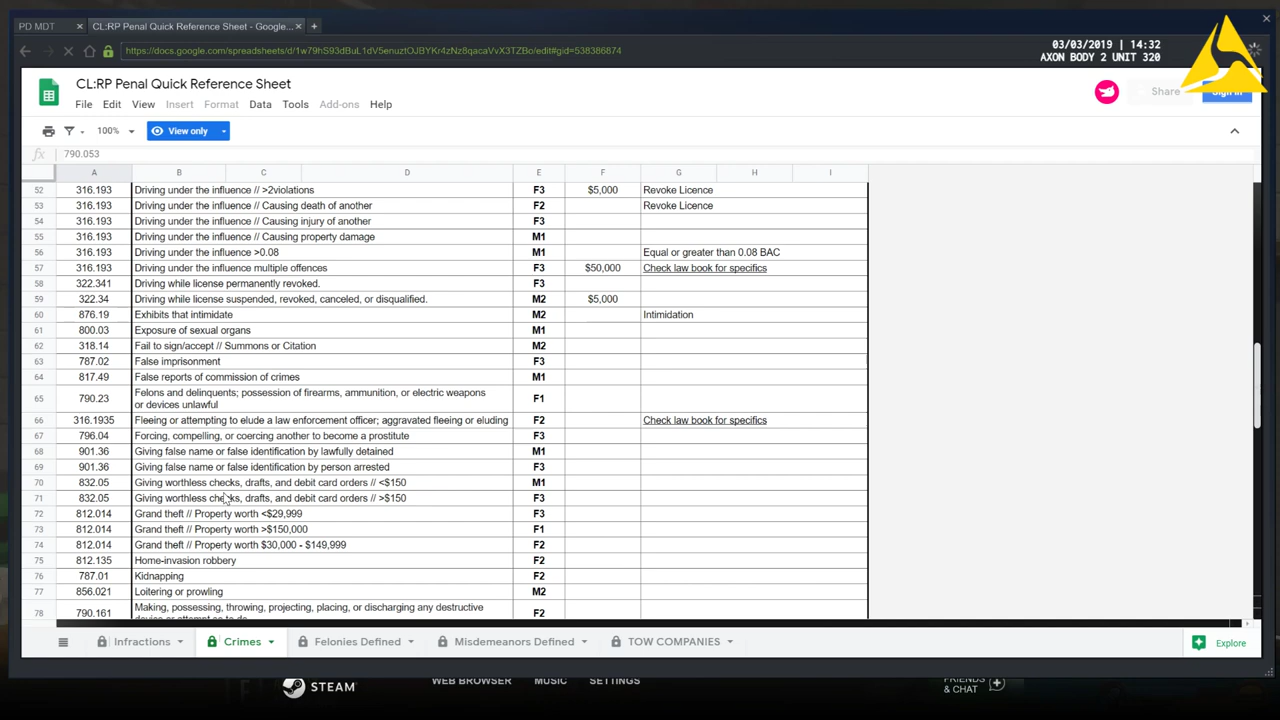 PD MDT
CL:RP Penal Quick Reference Sheet - Google...
https://docs.google.com/spreadsheets/d/1w79hS93dBuL1dV5enuztOJBYKr4zNz8qacaVvX3TZBo/edit#gid=538386874
03/03/2019 • 14:32
AXON BODY 2 UNIT 320
CL:RP Penal Quick Reference Sheet
File Edit View Insert Format Data Tools Add-ons Help
Share
Sign in
100% View only
fx 790.053
A B C D E F G H I
52 316.193 Driving under the influence // >2violations F3 $5,000 Revoke Licence
53 316.193 Driving under the influence // Causing death of another F2 Revoke Licence
54 316.193 Driving under the influence // Causing injury of another F3
55 316.193 Driving under the influence // Causing property damage M1
56 316.193 Driving under the influence >0.08 M1 Equal or greater than 0.08 BAC
57 316.193 Driving under the influence multiple offences F3 $50,000 Check law book for specifics
58 322.341 Driving while license permanently revoked. F3
59 322.34 Driving while license suspended, revoked, canceled, or disqualified. M2 $5,000
60 876.19 Exhibits that intimidate M2 Intimidation
61 800.03 Exposure of sexual organs M1
62 318.14 Fail to sign/accept // Summons or Citation M2
63 787.02 False imprisonment F3
64 817.49 False reports of commission of crimes M1
65 790.23 Felons and delinquents; possession of firearms, ammunition, or electric weapons
or devices unlawful F1
66 316.1935 Fleeing or attempting to elude a law enforcement officer; aggravated fleeing or eluding F2 Check law book for specifics
67 796.04 Forcing, compelling, or coercing another to become a prostitute F3
68 901.36 Giving false name or false identification by lawfully detained M1
69 901.36 Giving false name or false identification by person arrested F3
70 832.05 Giving worthless checks, drafts, and debit card orders // <$150 M1
71 832.05 Giving worthless checks, drafts, and debit card orders // >$150 F3
72 812.014 Grand theft // Property worth <$29,999 F3
73 812.014 Grand theft // Property worth >$150,000 F1
74 812.014 Grand theft // Property worth $30,000 - $149,999 F2
75 812.135 Home-invasion robbery F2
76 787.01 Kidnapping F2
77 856.021 Loitering or prowling M2
78 790.161 Making, possessing, throwing, projecting, placing, or discharging any destructive
device or attempt so to do F2
Infractions Crimes Felonies Defined Misdemeanors Defined TOW COMPANIES Explore
STEAM WEB BROWSER MUSIC SETTINGS FRIENDS
& CHAT